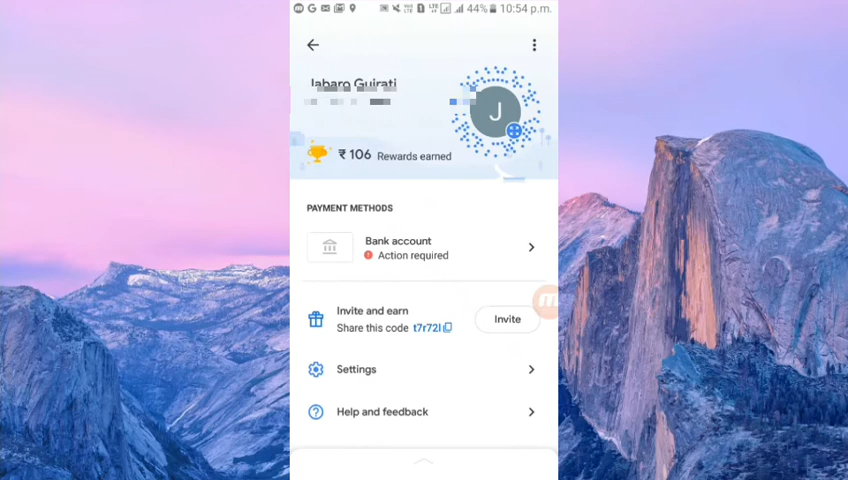 44% 10:54 p.m.
Jabaro Gujrati
₹ 106 Rewards earned
J
PAYMENT METHODS
Bank account
Action required
Invite and earn
Share this code t7r72l
Invite
Settings
Help and feedback